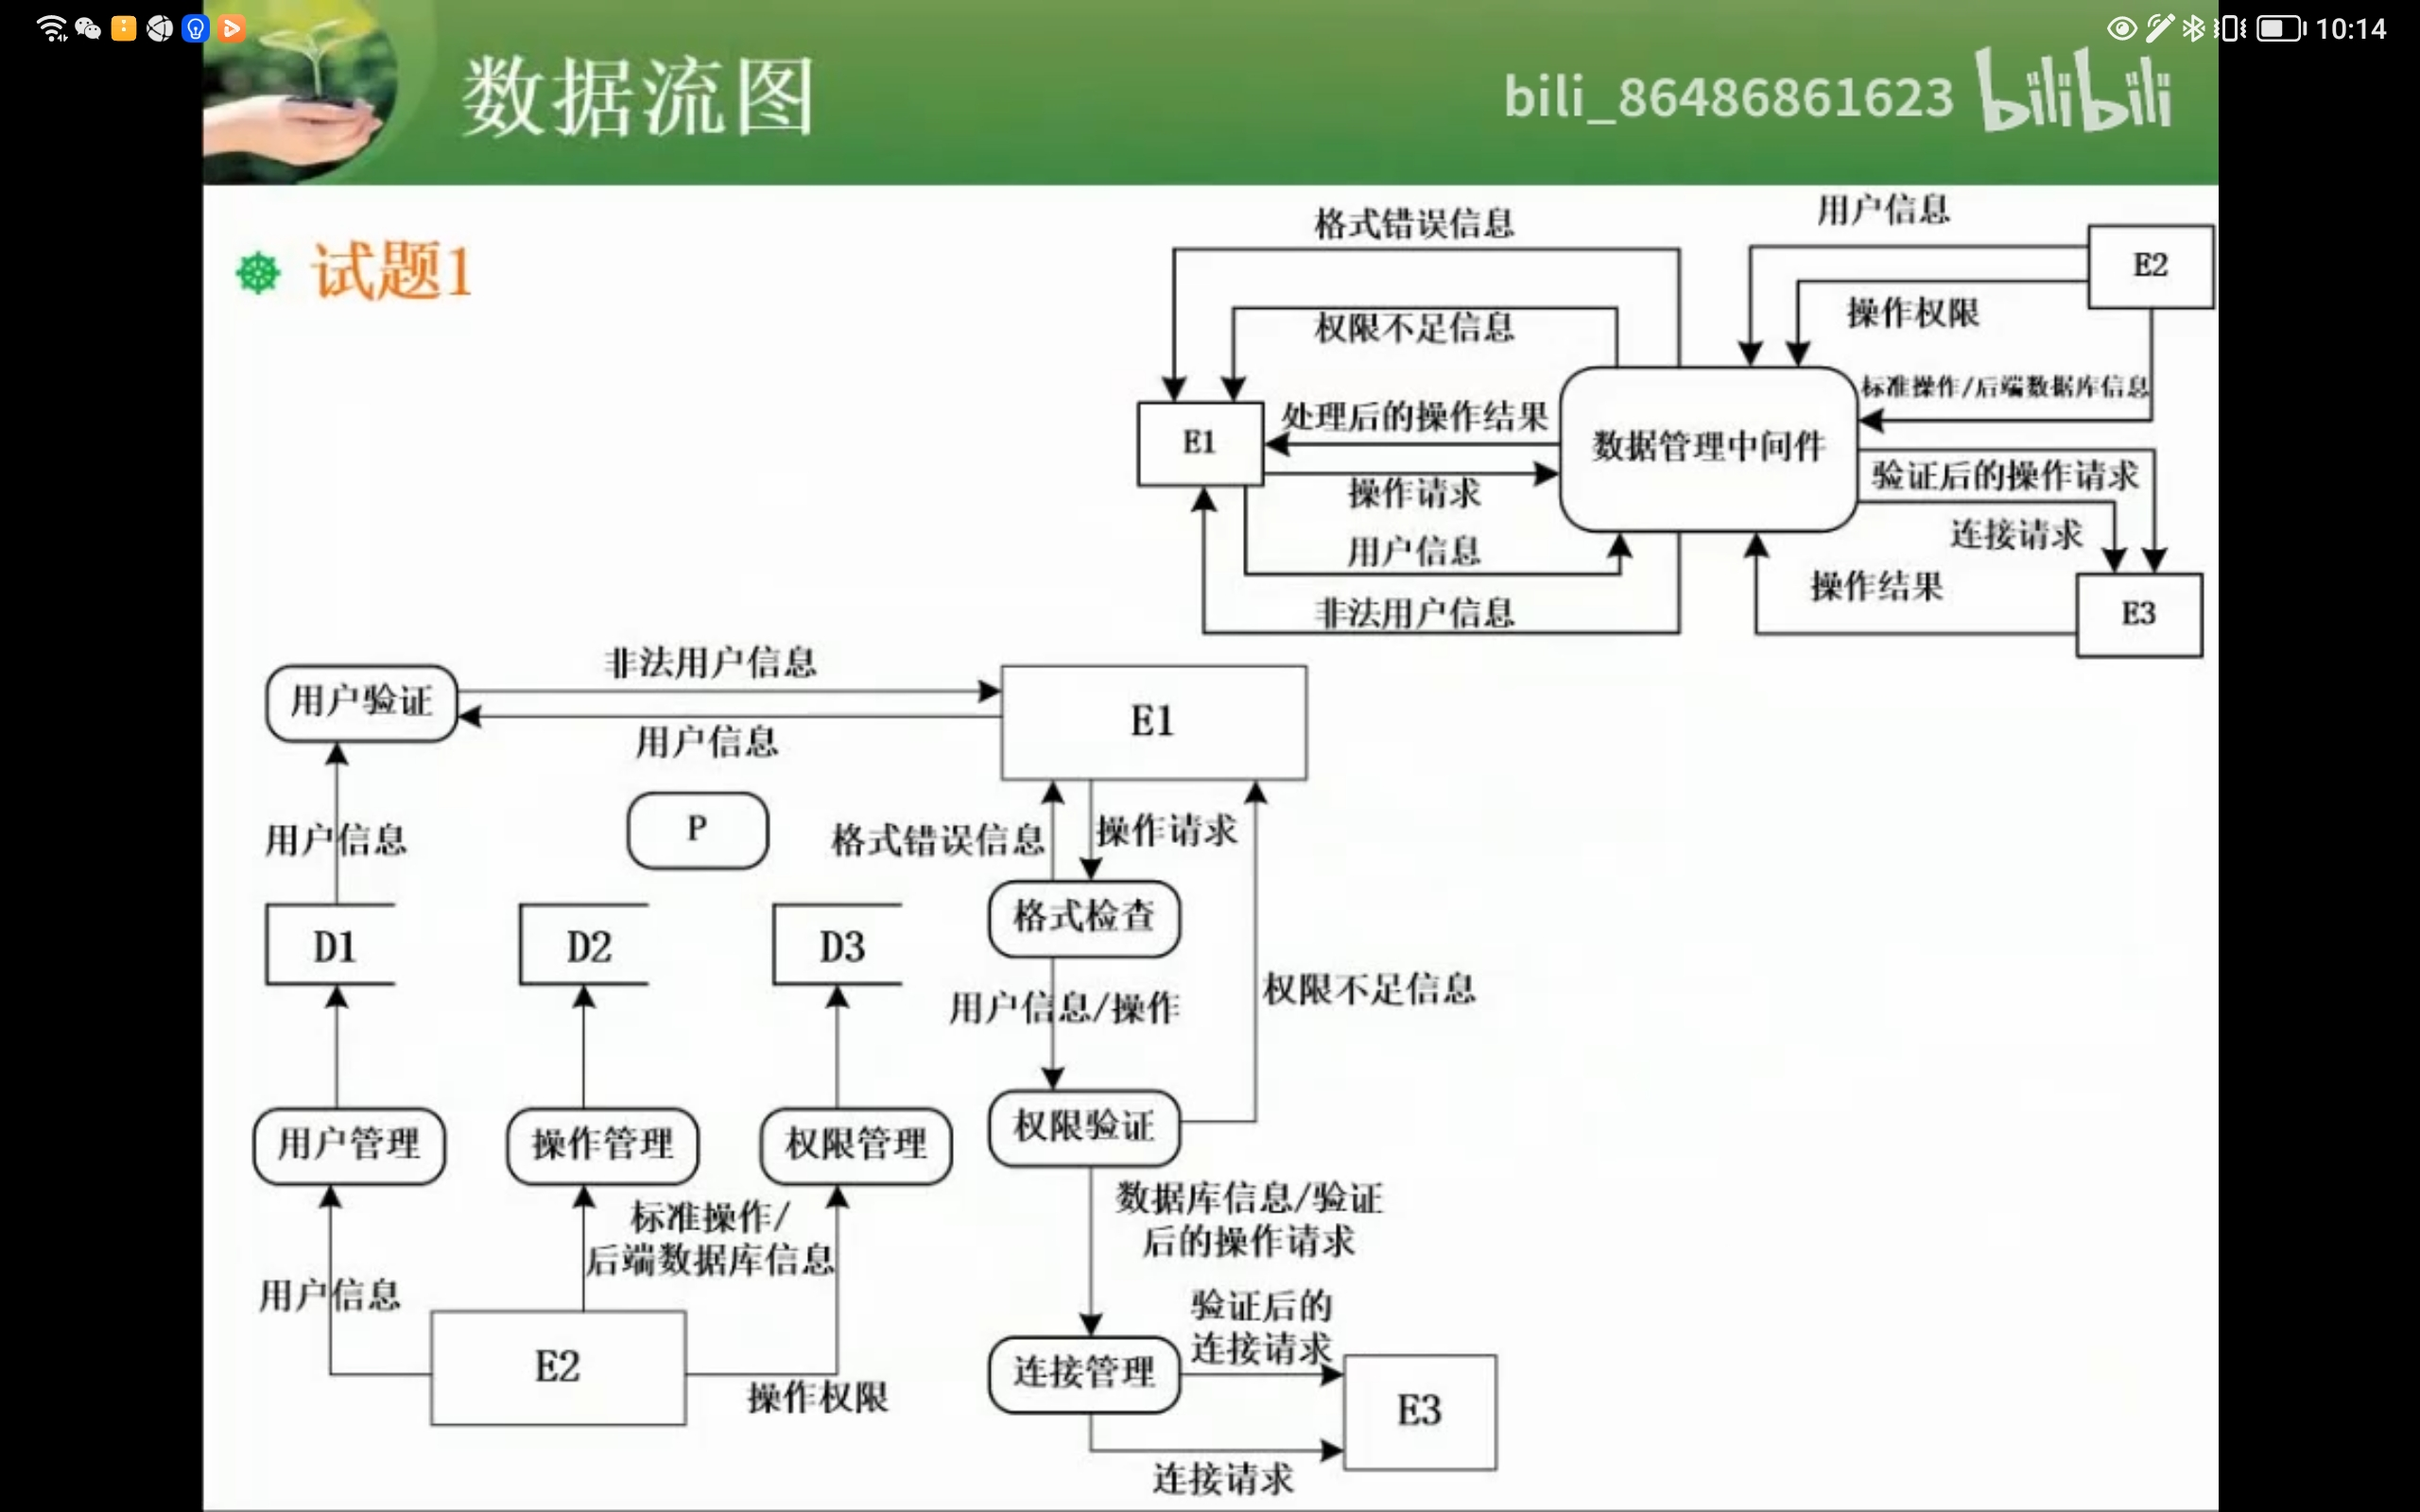 10:14
数据流图
bili_86486861623 bilibili
试题1
格式错误信息
用户信息
E2
权限不足信息
操作权限
标准操作/后端数据库信息
处理后的操作结果
E1
数据管理中间件
操作请求
验证后的操作请求
连接请求
用户信息
操作结果
非法用户信息
E3
非法用户信息
用户验证
E1
用户信息
P
用户信息
格式错误信息
操作请求
格式检查
D1
D2
D3
用户信息/操作
权限不足信息
用户管理
操作管理
权限管理
权限验证
标准操作/
后端数据库信息
数据库信息/验证
后的操作请求
用户信息
E2
操作权限
验证后的
连接请求
连接管理
E3
连接请求